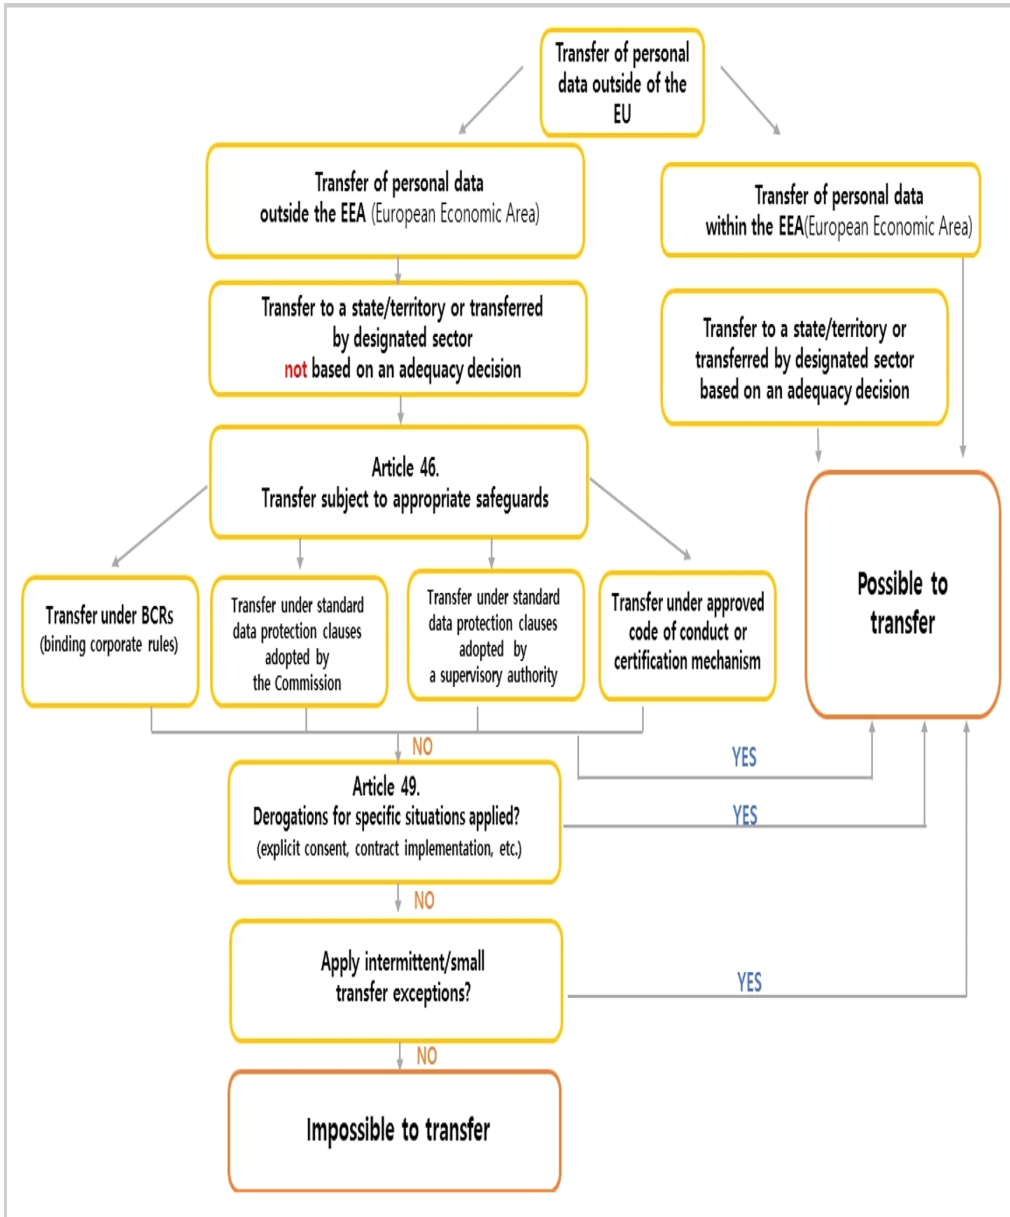 Transfer of personal
data outside of the
EU
Transfer of personal data
outside the EEA (European Economic Area)
Transfer of personal data
within the EEA(European Economic Area)
Transfer to a state/territory or transferred
by designated sector
not based on an adequacy decision
Transfer to a state/territory or
transferred by designated sector
based on an adequacy decision
Article 46.
Transfer subject to appropriate safeguards
Transfer under BCRs
(binding corporate rules)
Transfer under standard
data protection clauses
adopted by
the Commission
Transfer under standard
data protection clauses
adopted by
a supervisory authority
Transfer under approved
code of conduct or
certification mechanism
Possible to
transfer
NO
YES
Article 49.
Derogations for specific situations applied?
(explicit consent, contract implementation, etc.)
YES
NO
Apply intermittent/small
transfer exceptions?
YES
NO
Impossible to transfer